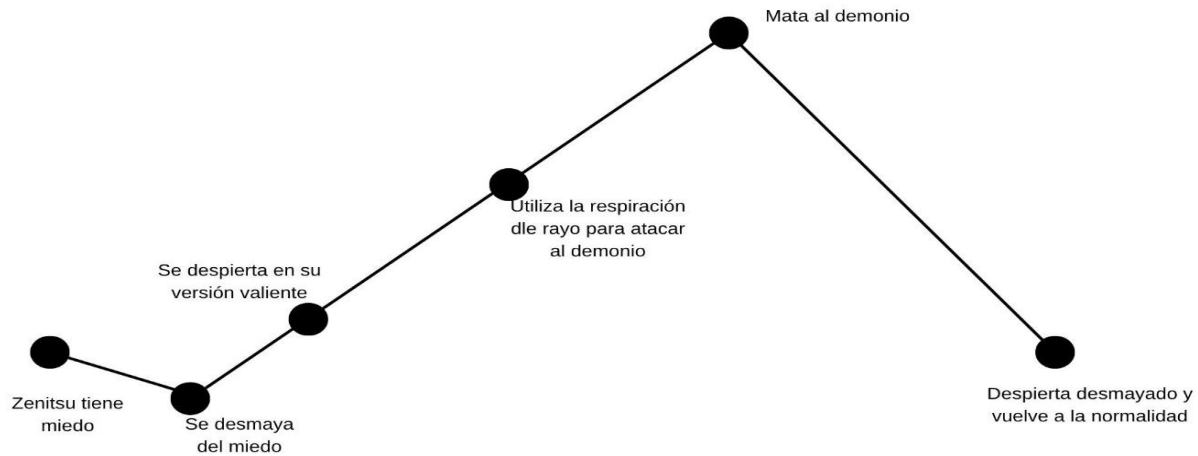 Zenitsu tiene
miedo
Se desmaya
del miedo
Se despierta en su
versión valiente
Utiliza la respiración
dle rayo para atacar
al demonio
Mata al demonio
Despierta desmayado y
vuelve a la normalidad